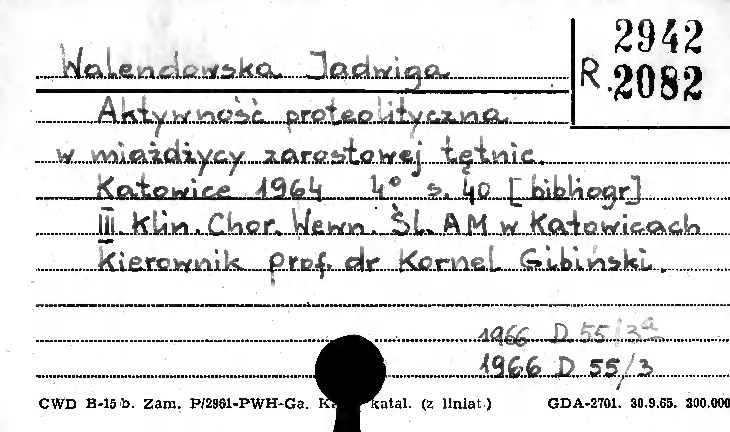 2942
R. 2082
Walendowska Jadwiga
Aktywność proteolityczna
w miażdżycy zarostowej tętnic.
Katowice 1964 4° s. 40 [bibliogr]
III. Klin. Chor. Wewn. Śl. AM w Katowicach
kierownik prof. dr Kornel Gibiński.
1966 D 55/3a
1966 D 55/3
CWD B-15 b. Zam. P/2961-PWH-Ga. katal. (z liniat.) GDA-2701. 30.9.65. 300.000